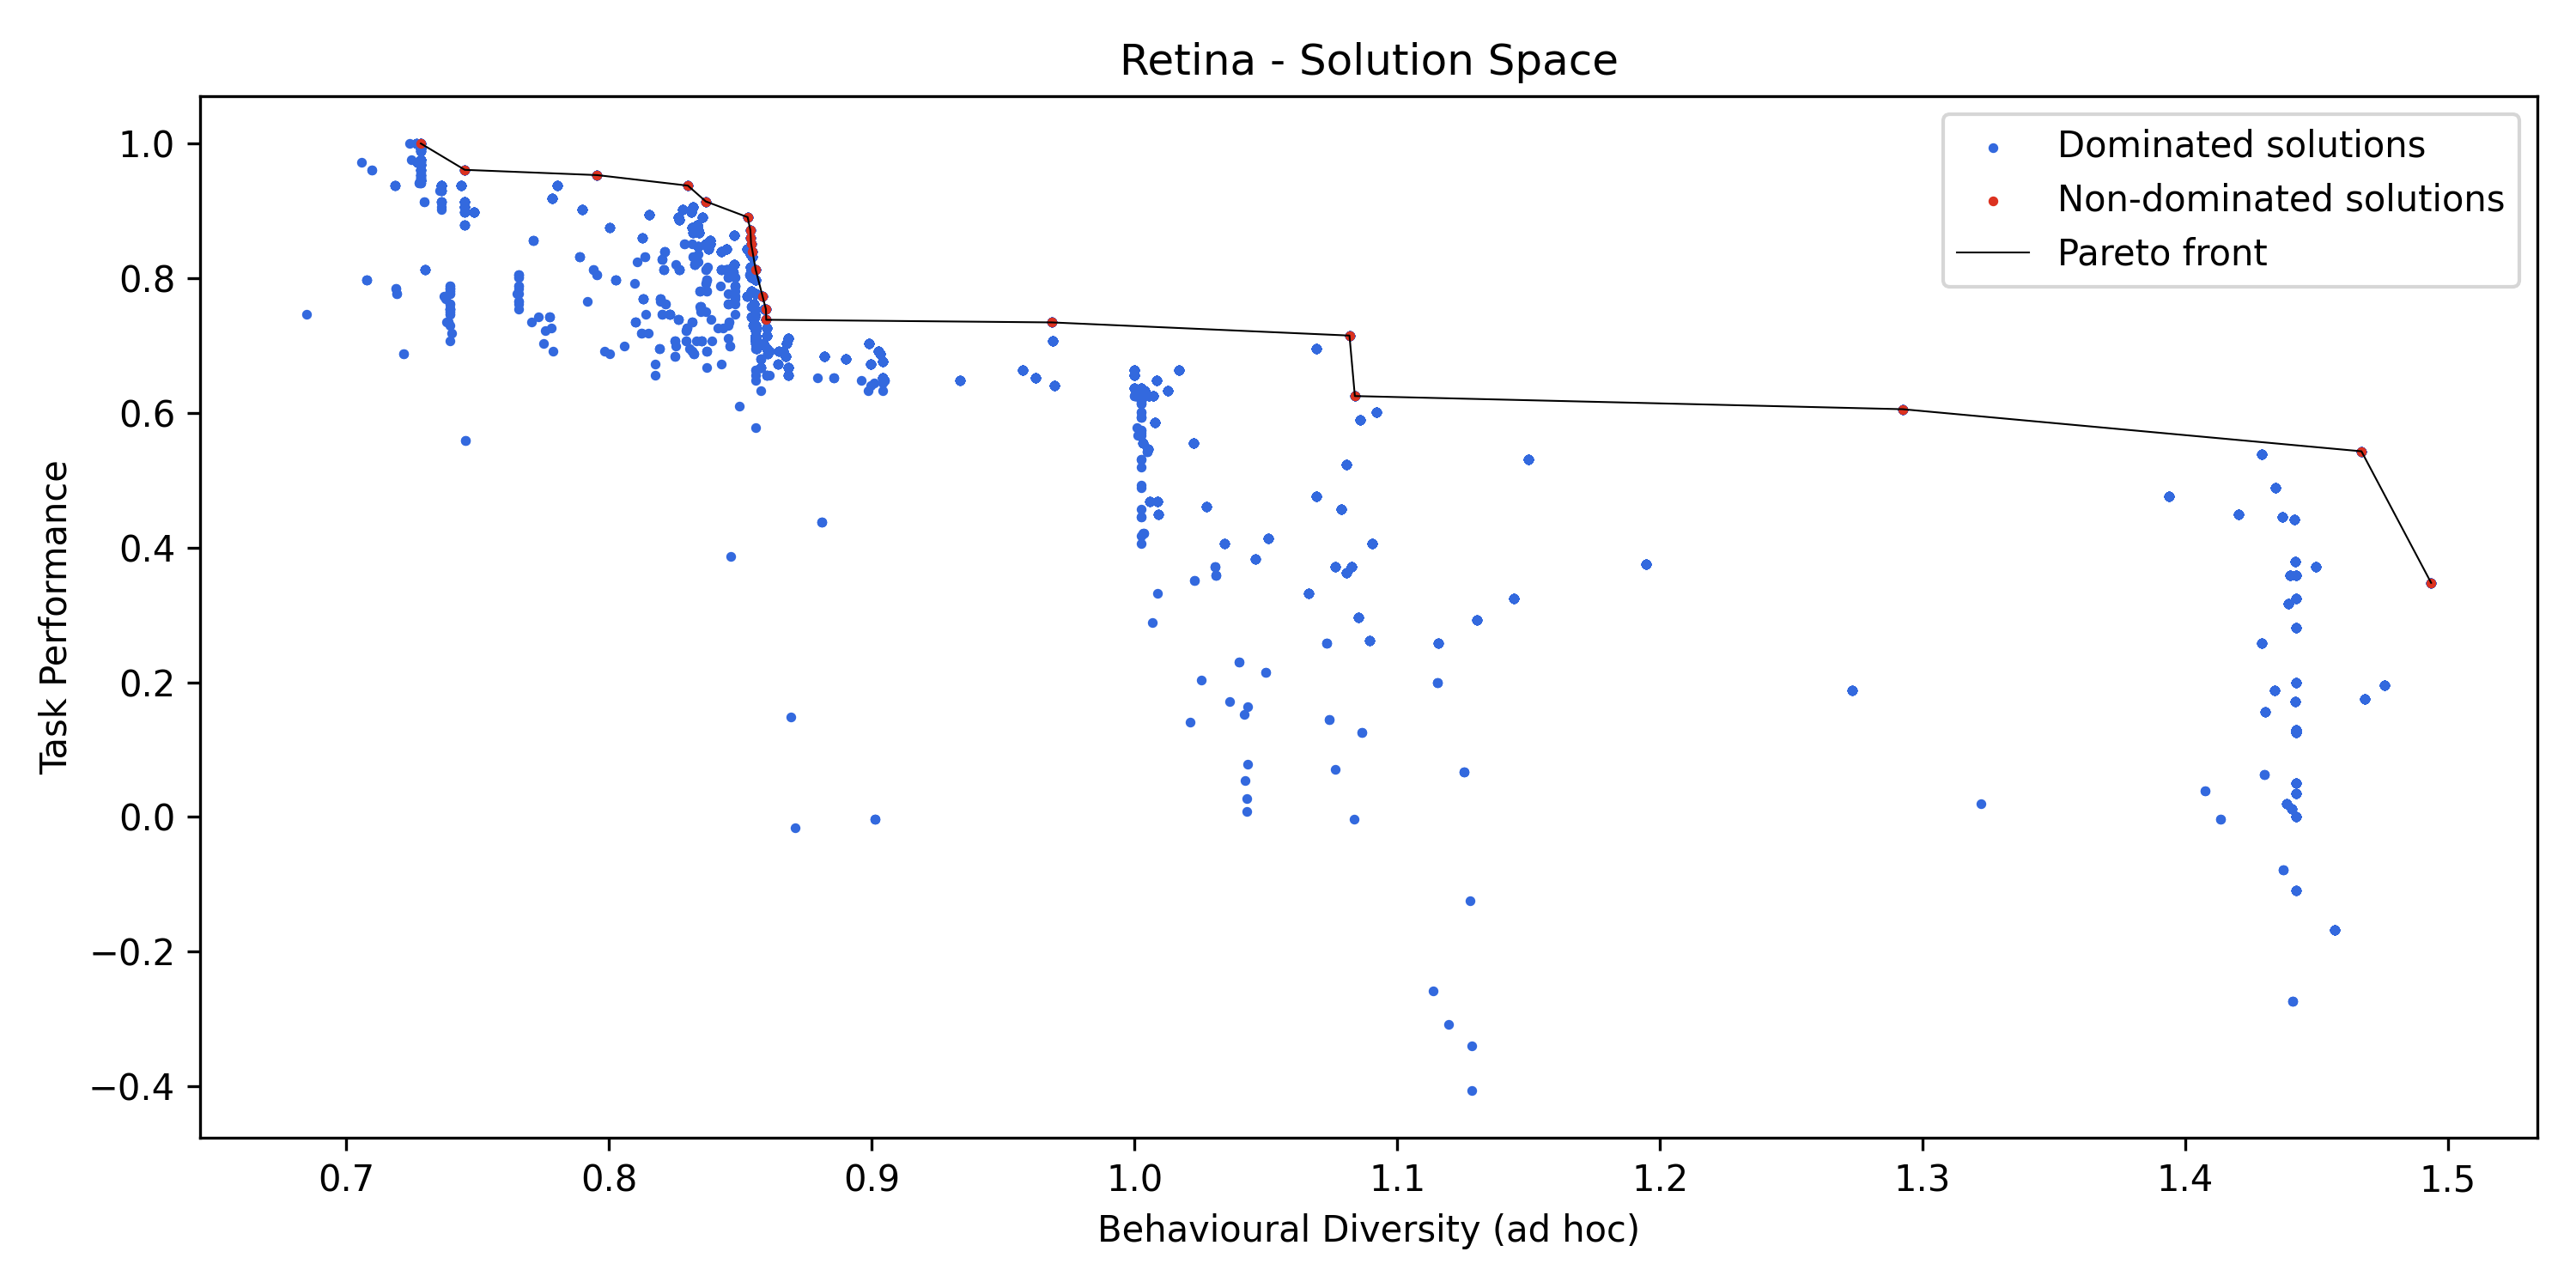 Retina - Solution Space
Dominated solutions
Non-dominated solutions
Pareto front
Task Performance
1.0
0.8
0.6
0.4
0.2
0.0
−0.2
−0.4
0.7 0.8 0.9 1.0 1.1 1.2 1.3 1.4 1.5
Behavioural Diversity (ad hoc)